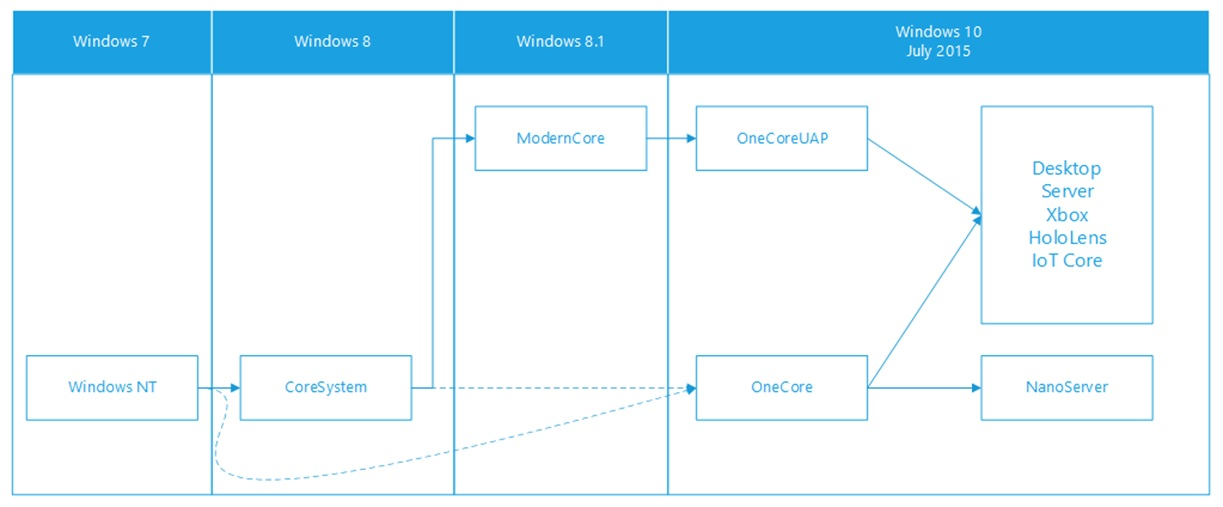 Windows 7
Windows 8
Windows 8.1
Windows 10
July 2015
ModernCore
OneCoreUAP
Desktop
Server
Xbox
HoloLens
IoT Core
Windows NT
CoreSystem
OneCore
NanoServer